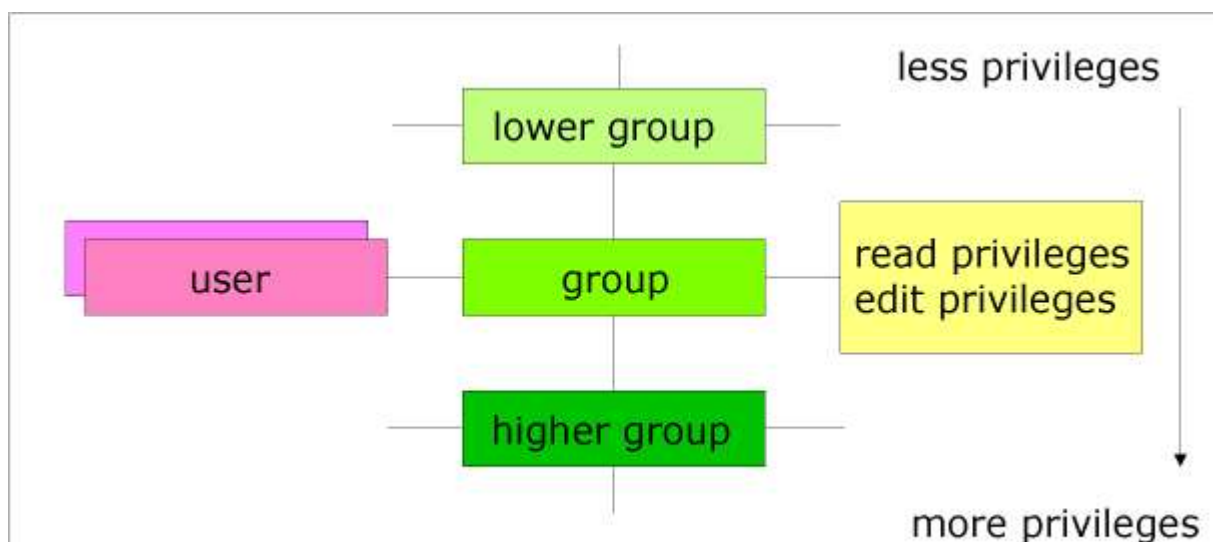 less privileges
lower group
user
group
read privileges
edit privileges
higher group
more privileges